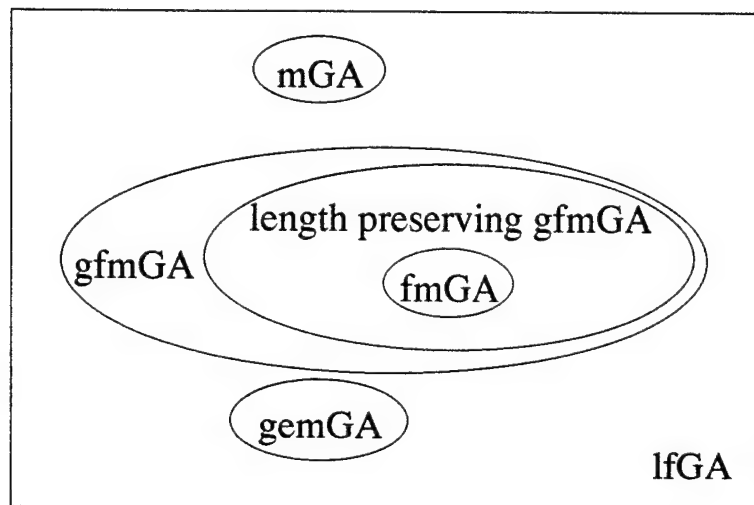 mGA
length preserving gfmGA
gfmGA
fmGA
gemGA
lfGA